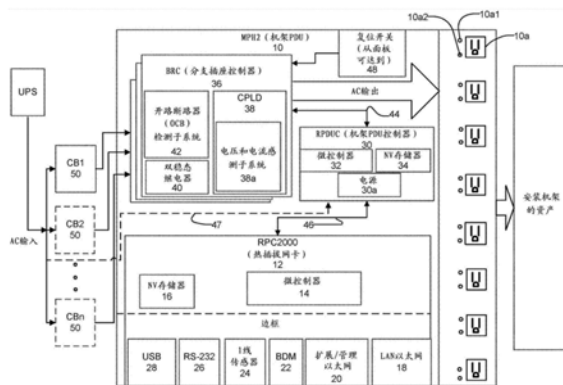 MPH2（机架PDU）
10
复位开关
（从面板
可达到）
48
10a2
10a1
10a
BRC（分支插座控制器）
36
开路断路器
（OCB）
检测子系统
42
双稳态
继电器
40
CPLD
38
电压和电流感
测子系统
38a
AC输出
44
RPDUC（机架PDU控制器）
30
微控制器
32
NV存储器
34
电源
30a
UPS
CB1
50
CB2
50
CBn
50
AC输入
47
46
RPC2000
（热插拔网卡）
12
NV存储器
16
微控制器
14
边框
USB
28
RS-232
26
1线
传感器
24
BDM
22
扩展/管理
以太网
20
LAN以太网
18
安装机架
的资产